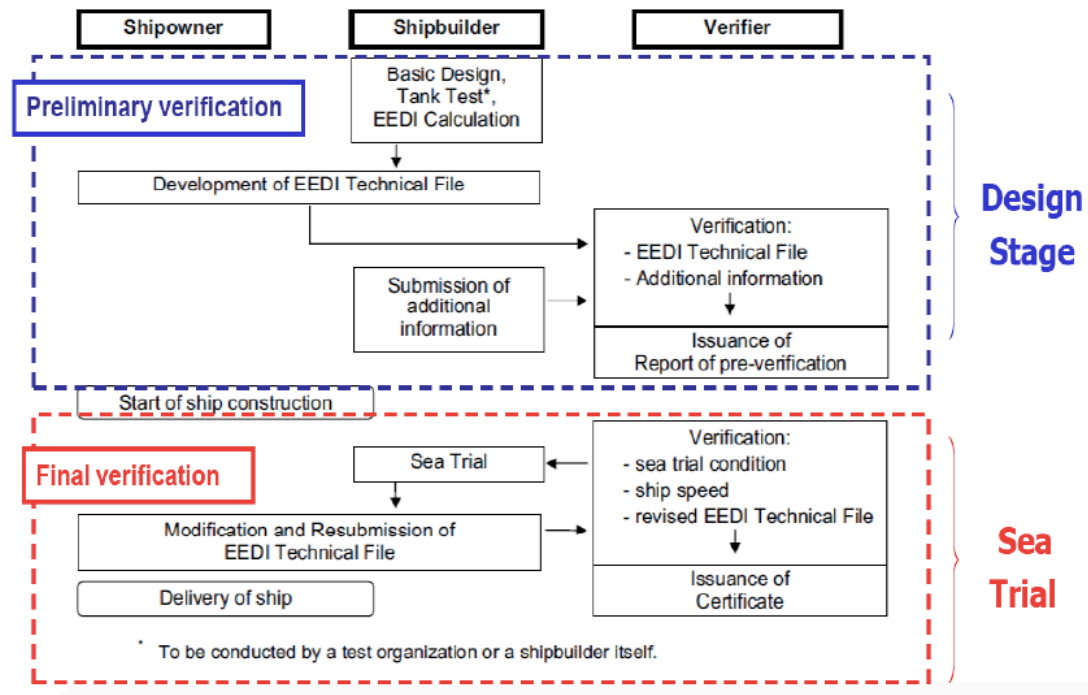 Shipowner
Shipbuilder
Verifier
Preliminary verification
Basic Design,
Tank Test*,
EEDI Calculation
Development of EEDI Technical File
Verification:
- EEDI Technical File
- Additional information
Submission of
additional
information
Issuance of
Report of pre-verification
Design
Stage
Start of ship construction
Final verification
Sea Trial
Verification:
- sea trial condition
- ship speed
- revised EEDI Technical File
Modification and Resubmission of
EEDI Technical File
Issuance of
Certificate
Delivery of ship
Sea
Trial
* To be conducted by a test organization or a shipbuilder itself.